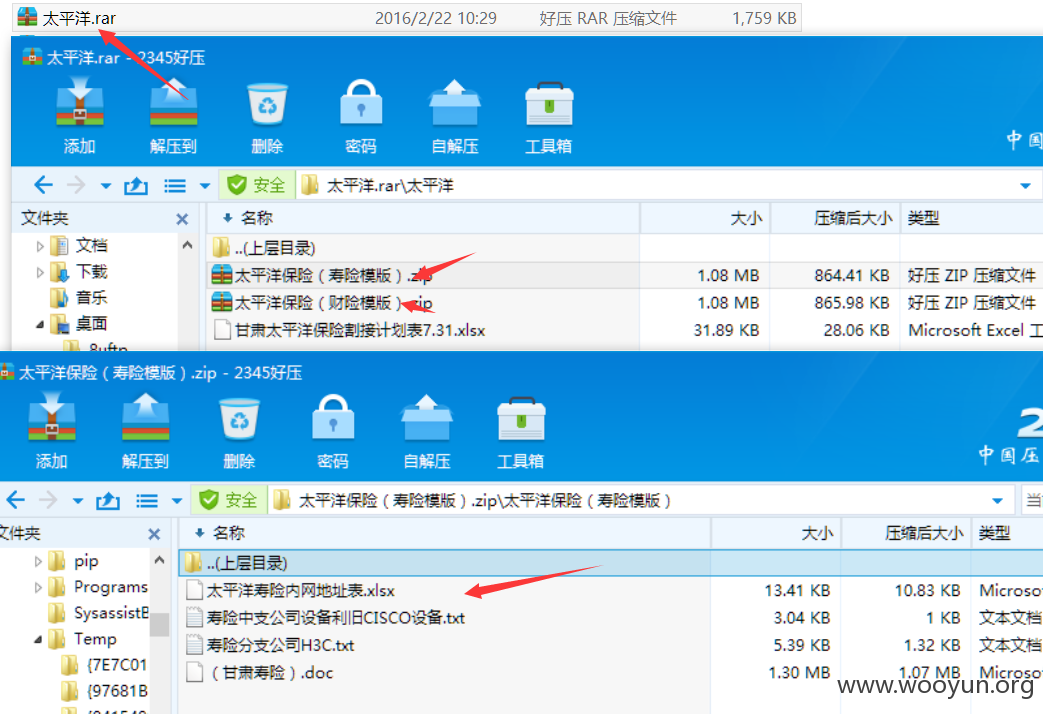 太平洋.rar 2016/2/22 10:29 好压 RAR 压缩文件 1,759 KB
太平洋.rar - 2345好压
添加 解压到 删除 密码 自解压 工具箱
中国
安全 太平洋.rar\太平洋
文件夹 名称 大小 压缩后大小 类型
文档 ..(上层目录)
下载 太平洋保险（寿险模版）.zip 1.08 MB 864.41 KB 好压 ZIP 压缩文件
音乐 太平洋保险（财险模版）.zip 1.08 MB 865.98 KB 好压 ZIP 压缩文件
桌面 甘肃太平洋保险割接计划表7.31.xlsx 31.89 KB 28.06 KB Microsoft Excel 工
8uftp
太平洋保险（寿险模版）.zip - 2345好压
添加 解压到 删除 密码 自解压 工具箱
2
中国压
安全 太平洋保险（寿险模版）.zip\太平洋保险（寿险模版） 当
文件夹 名称 大小 压缩后大小 类型
pip ..(上层目录)
Programs 太平洋寿险内网地址表.xlsx 13.41 KB 10.83 KB Microso
SysassistB 寿险中支公司设备利旧CISCO设备.txt 3.04 KB 1 KB 文本文档
Temp 寿险分支公司H3C.txt 5.39 KB 1.32 KB 文本文档
{7E7C01 （甘肃寿险）.doc 1.30 MB 1.07 MB Microso
{97681B
www.wooyun.org